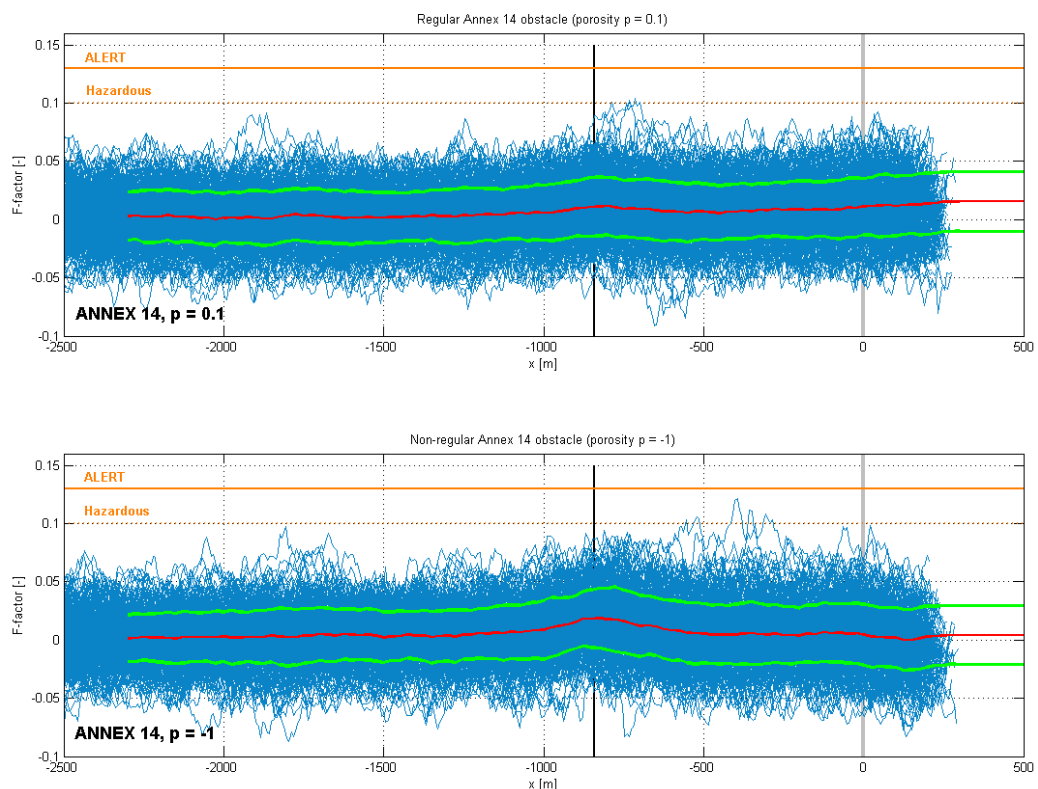 Regular Annex 14 obstacle (porosity p = 0.1)
0.15
ALERT
0.1
Hazardous
0.05
F-factor [-]
0
-0.05
ANNEX 14, p = 0.1
-0.1
-2500 -2000 -1500 -1000 -500 0 500
x [m]
Non-regular Annex 14 obstacle (porosity p = -1)
0.15
ALERT
0.1
Hazardous
0.05
F-factor [-]
0
-0.05
ANNEX 14, p = -1
-0.1
-2500 -2000 -1500 -1000 -500 0 500
x [m]